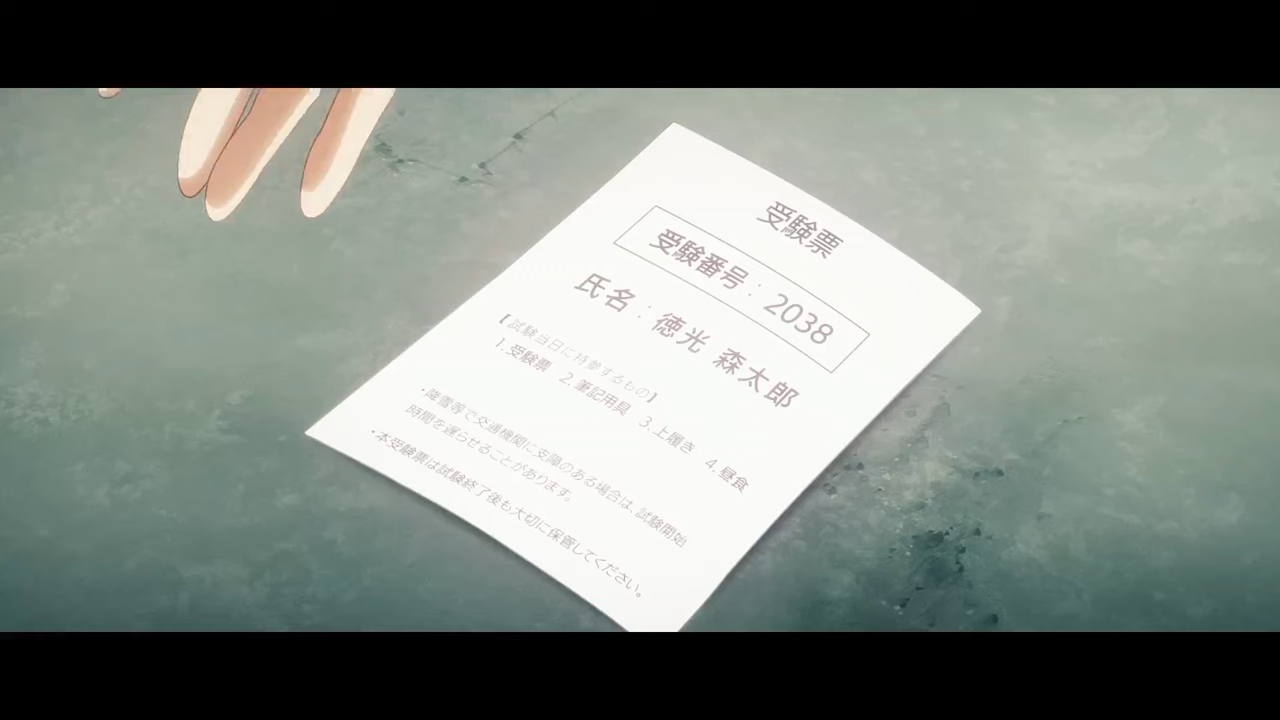 受験票
受験番号：2038
氏名：徳光 森太郎
【試験当日に持参するもの】
1.受験票 2.筆記用具 3.上履き 4.昼食
・降雪等で交通機関に支障のある場合は、試験開始
時間を遅らせることがあります。
・本受験票は試験終了後も大切に保管してください。